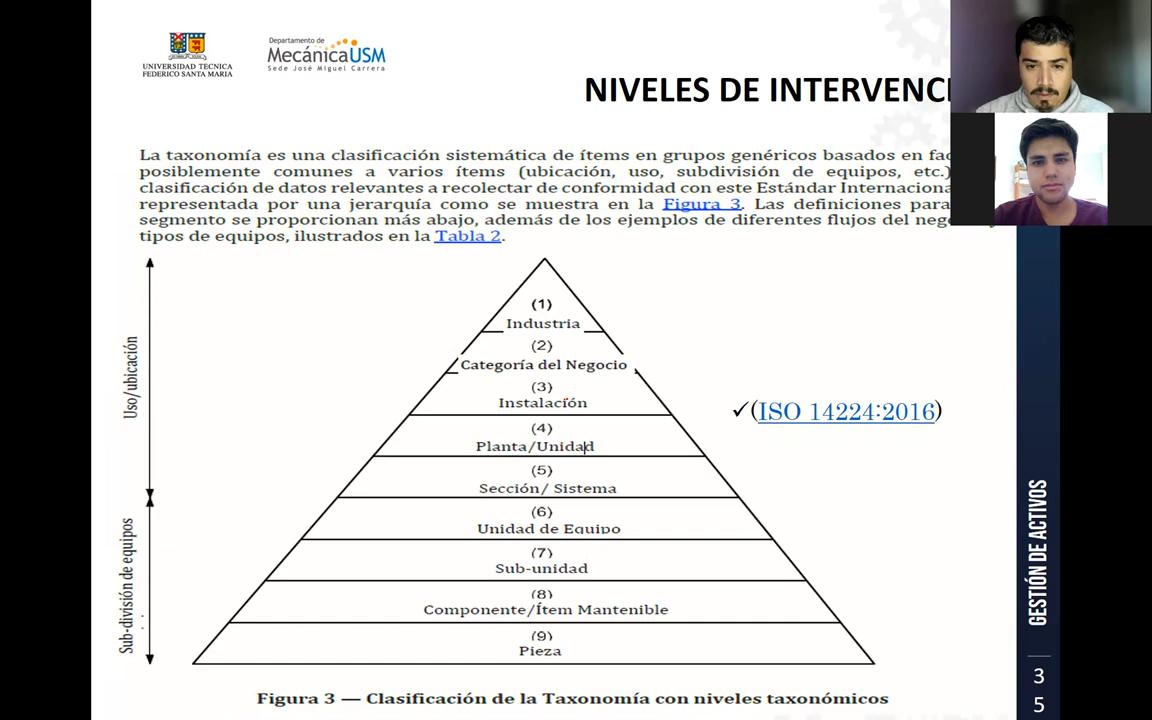 UNIVERSIDAD TECNICA
FEDERICO SANTA MARIA
Departamento de
MecánicaUSM
Sede José Miguel Carrera
NIVELES DE
La taxonomía es una clasificación sistemática de ítems en grupos genéricos basados en
posiblemente comunes a varios ítems (ubicación, uso, subdivisión de equipos, etc.)
clasificación de datos relevantes a recolectar de conformidad con este Estándar
representada por una jerarquía como se muestra en la Figura 3. Las definiciones para
segmento se proporcionan más abajo, además de los ejemplos de diferentes flujos del
tipos de equipos, ilustrados en la Tabla 2.
Uso/ubicación
Sub-división de equipos
(1)
Industria
(2)
Categoría del Negocio
(3)
Instalación
(4)
Planta/Unidad
(5)
Sección/ Sistema
(6)
Unidad de Equipo
(7)
Sub-unidad
(8)
Componente/Ítem Mantenible
(9)
Pieza
✓(ISO 14224:2016)
GESTIÓN DE ACTIVOS
3
5
Figura 3 — Clasificación de la Taxonomía con niveles taxonómicos